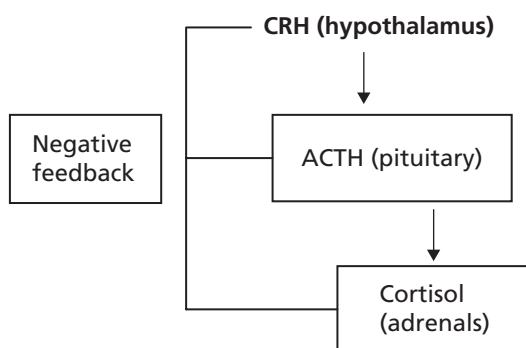 CRH (hypothalamus)
Negative
feedback
ACTH (pituitary)
Cortisol
(adrenals)